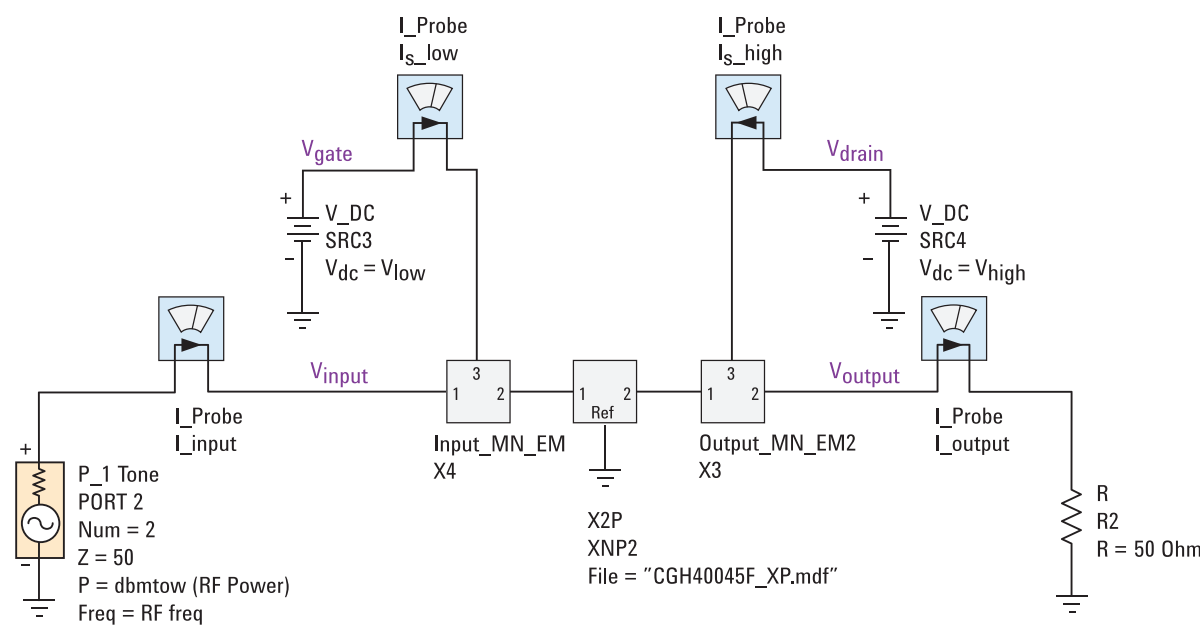 I_Probe
Is_low
I_Probe
Is_high
Vgate
Vdrain
+
V_DC
SRC3
Vdc = Vlow
–
+
V_DC
SRC4
Vdc = Vhigh
–
Vinput
Voutput
I_Probe
I_input
1
3
2
Input_MN_EM
X4
1
2
Ref
X2P
XNP2
File = "CGH40045F_XP.mdf"
1
3
2
Output_MN_EM2
X3
I_Probe
I_output
+
-
P_1 Tone
PORT 2
Num = 2
Z = 50
P = dbmtow (RF Power)
Freq = RF freq
R
R2
R = 50 Ohm